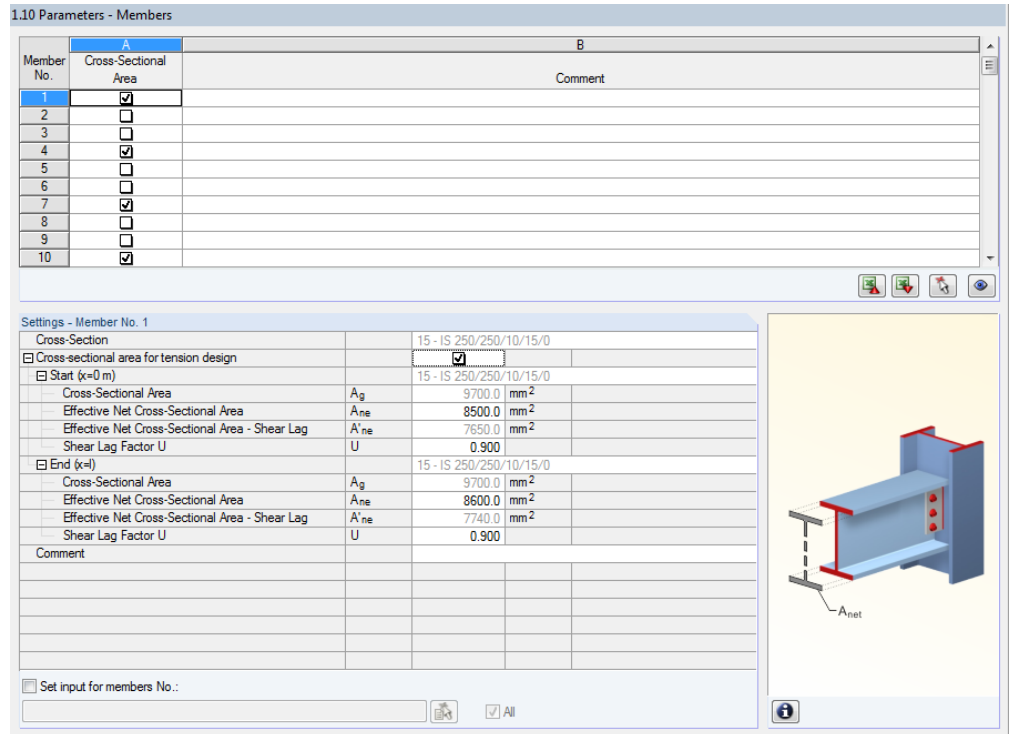 1.10 Parameters - Members
A B
Member No. Cross-Sectional Area Comment
1
2
3
4
5
6
7
8
9
10
Settings - Member No. 1
Cross-Section 15 - IS 250/250/10/15/0
Cross-sectional area for tension design
Start (x=0 m) 15 - IS 250/250/10/15/0
Cross-Sectional Area Ag 9700.0 mm2
Effective Net Cross-Sectional Area Ane 8500.0 mm2
Effective Net Cross-Sectional Area - Shear Lag A'ne 7650.0 mm2
Shear Lag Factor U U 0.900
End (x=l) 15 - IS 250/250/10/15/0
Cross-Sectional Area Ag 9700.0 mm2
Effective Net Cross-Sectional Area Ane 8600.0 mm2
Effective Net Cross-Sectional Area - Shear Lag A'ne 7740.0 mm2
Shear Lag Factor U U 0.900
Comment
Anet
Set input for members No.:
All